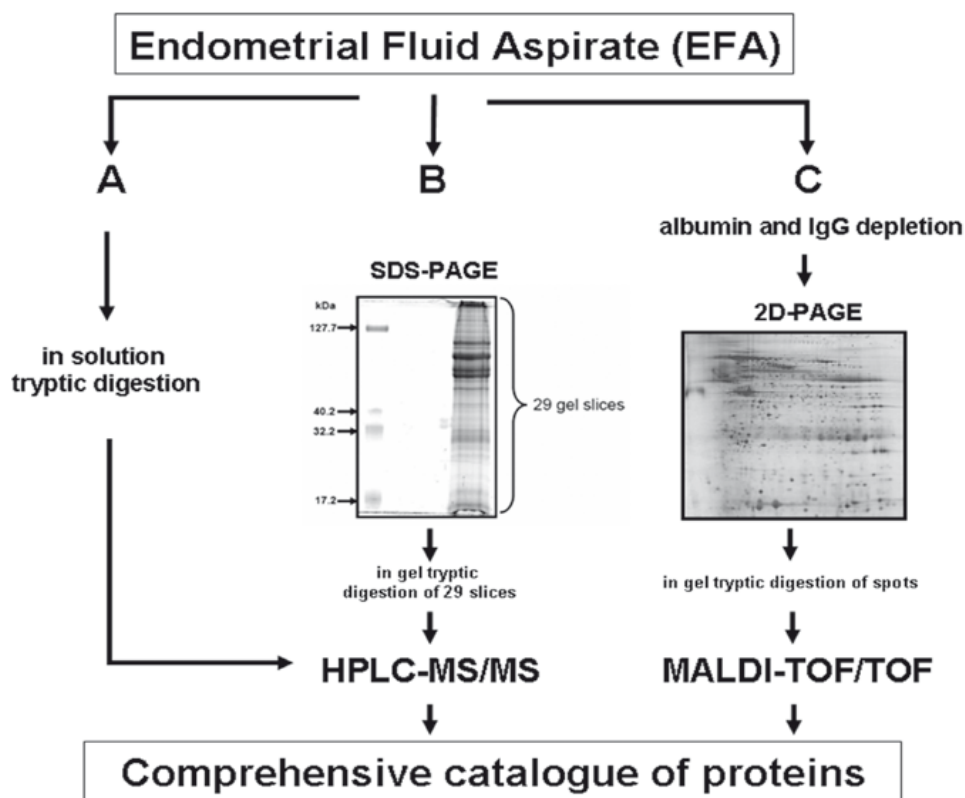 Endometrial Fluid Aspirate (EFA)
A
B
C
albumin and IgG depletion
SDS-PAGE
2D-PAGE
kDa
127.7
in solution
tryptic digestion
40.2
29 gel slices
32.2
17.2
in gel tryptic
digestion of 29 slices
in gel tryptic digestion of spots
HPLC-MS/MS
MALDI-TOF/TOF
Comprehensive catalogue of proteins